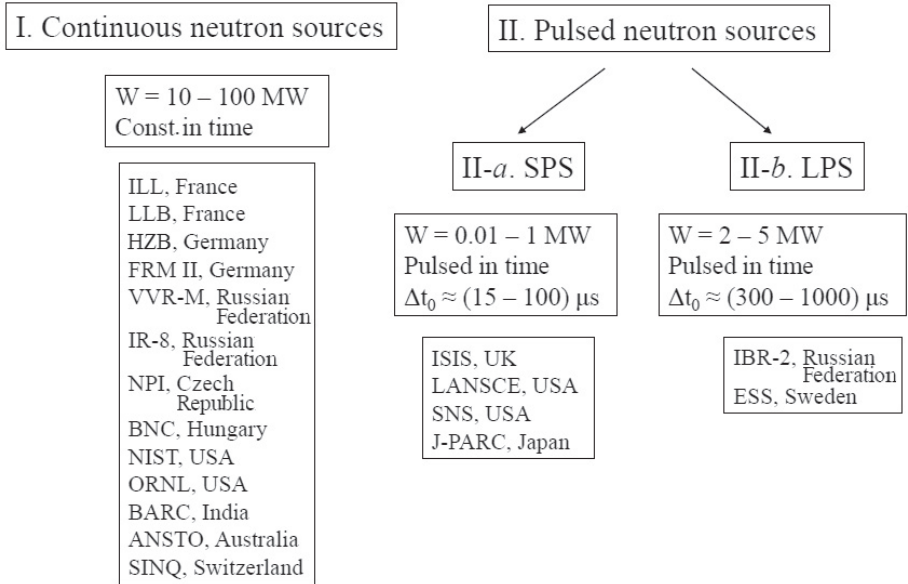 I. Continuous neutron sources
W = 10 – 100 MW
Const. in time
ILL, France
LLB, France
HZB, Germany
FRM II, Germany
VVR-M, Russian
Federation
IR-8, Russian
Federation
NPI, Czech
Republic
BNC, Hungary
NIST, USA
ORNL, USA
BARC, India
ANSTO, Australia
SINQ, Switzerland
II. Pulsed neutron sources
II-a. SPS
W = 0.01 – 1 MW
Pulsed in time
Δt₀ ≈ (15 – 100) μs
ISIS, UK
LANSCE, USA
SNS, USA
J-PARC, Japan
II-b. LPS
W = 2 – 5 MW
Pulsed in time
Δt₀ ≈ (300 – 1000) μs
IBR-2, Russian
Federation
ESS, Sweden